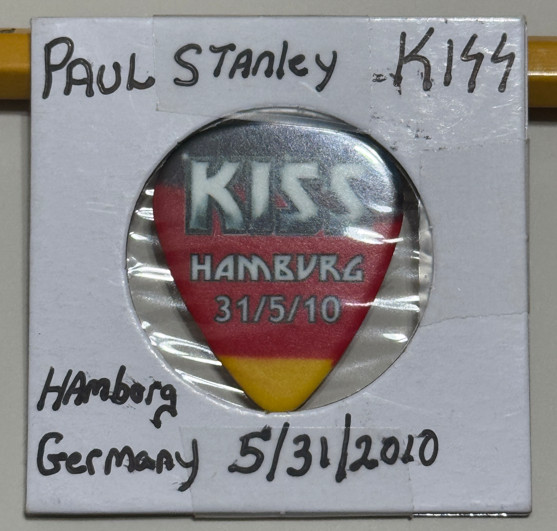 PAUL STANLEY KISS
KISS
HAMBURG
31/5/10
HAmborg
Germany 5/31/2010